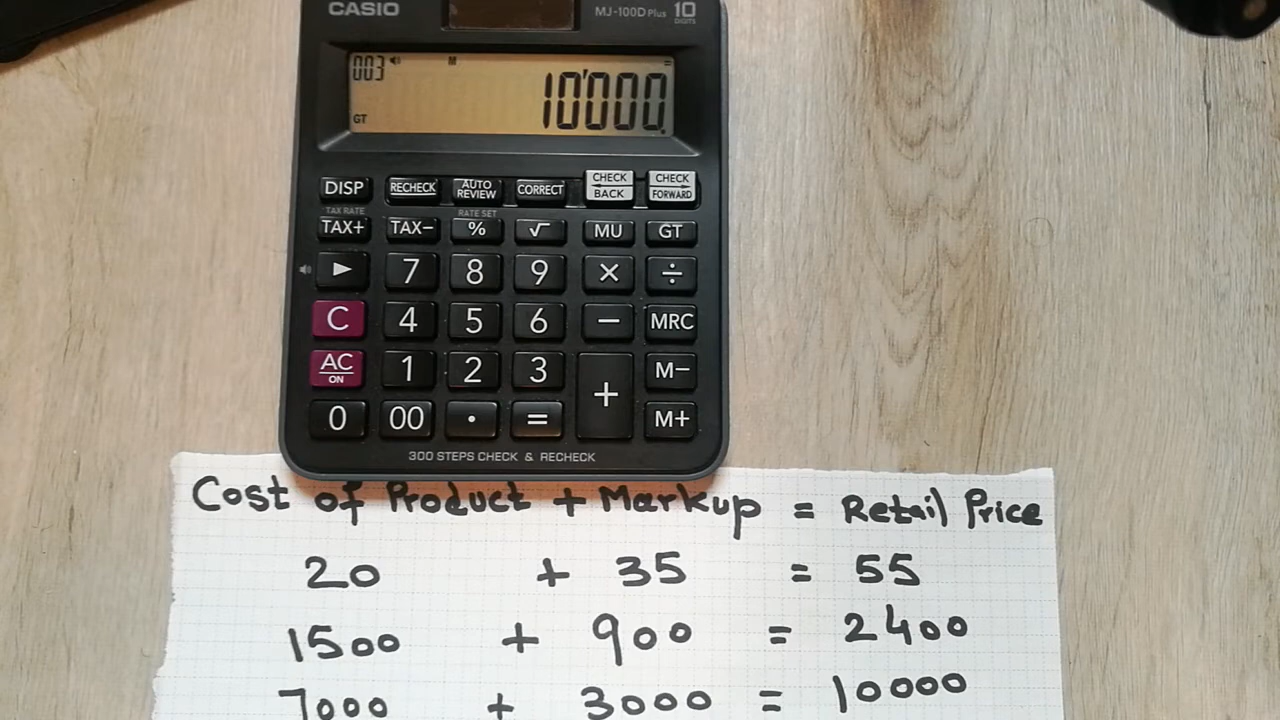 CASIO MJ-100D Plus 10 DIGITS
003 M =
10'000.
GT
DISP RECHECK AUTO REVIEW CORRECT CHECK BACK CHECK FORWARD
TAX RATE RATE SET
TAX+ TAX− % √ MU GT
▶ 7 8 9 × ÷
C 4 5 6 − MRC
AC ON 1 2 3 + M−
0 00 · = M+
300 STEPS CHECK & RECHECK
Cost of Product + Markup = Retail Price
20 + 35 = 55
1500 + 900 = 2400
7000 + 3000 = 10000